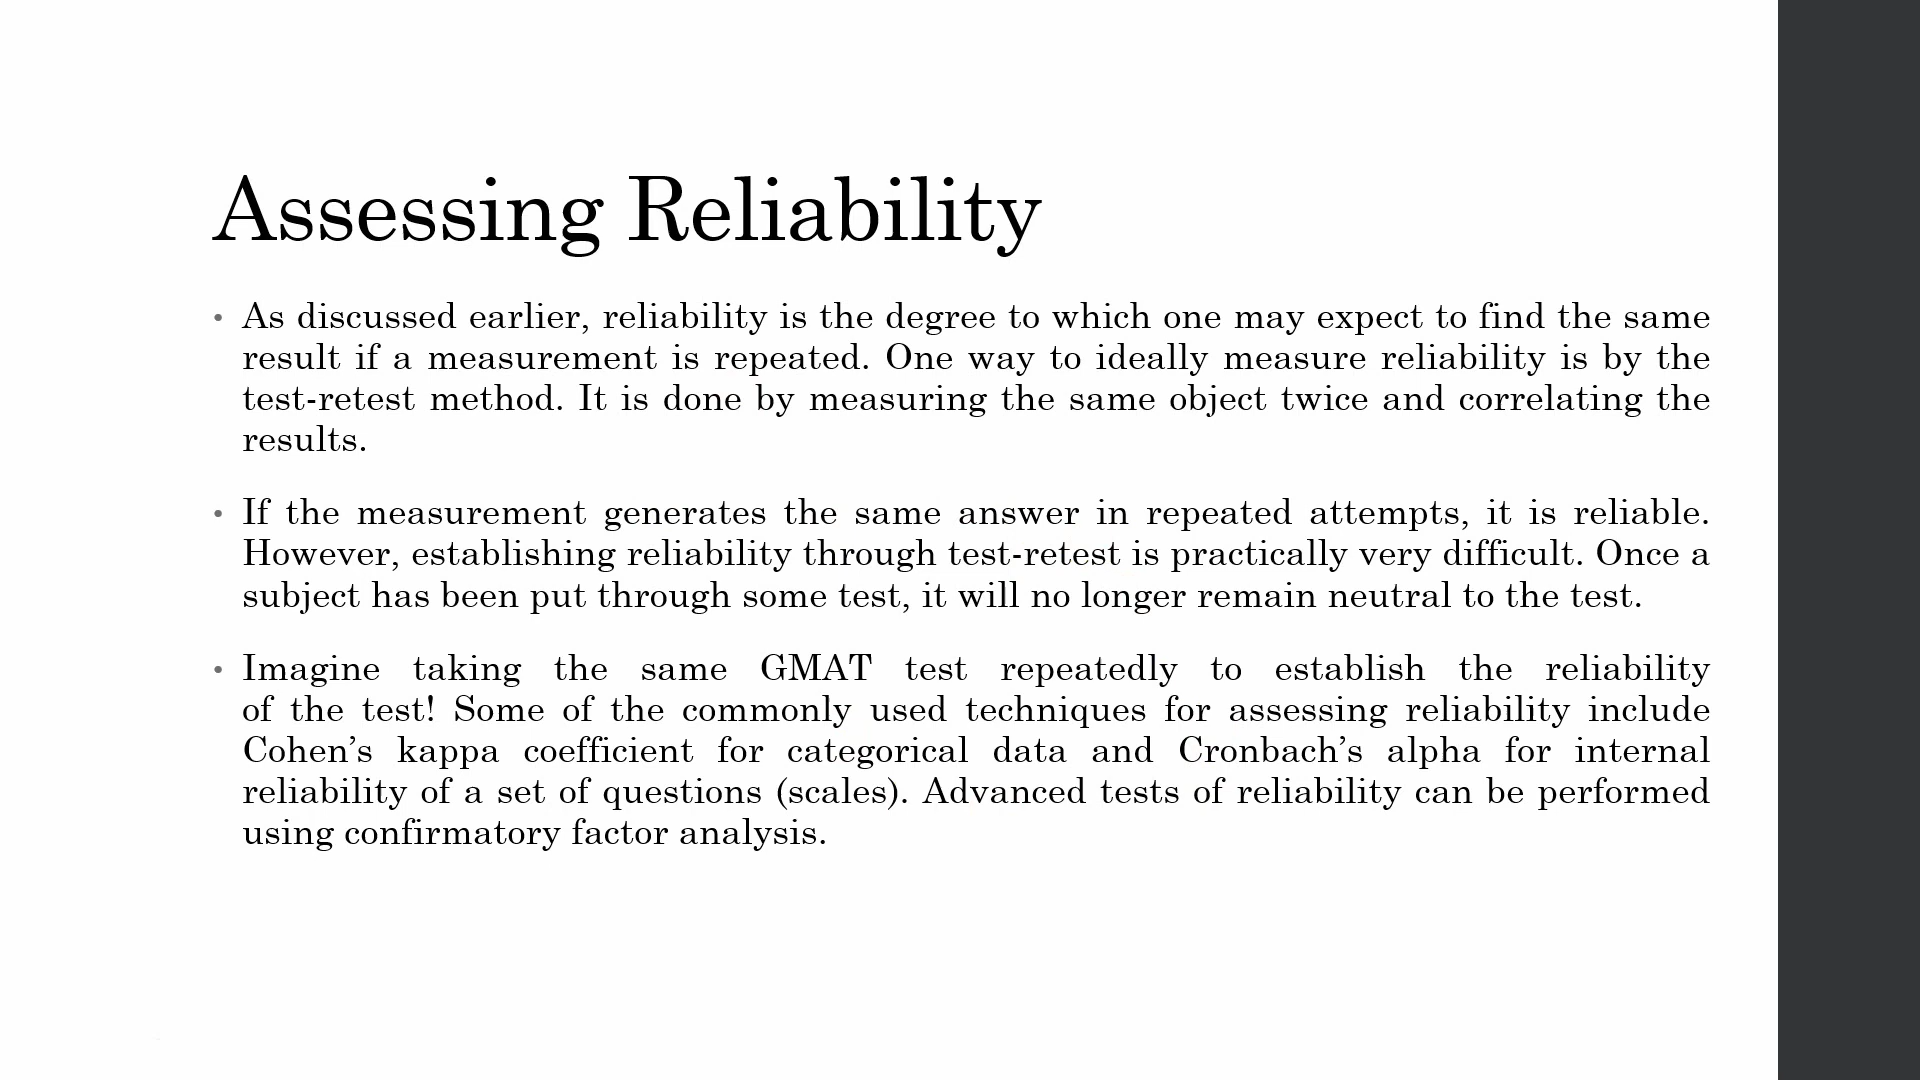 Assessing Reliability
• As discussed earlier, reliability is the degree to which one may expect to find the same
result if a measurement is repeated. One way to ideally measure reliability is by the
test-retest method. It is done by measuring the same object twice and correlating the
results.
• If the measurement generates the same answer in repeated attempts, it is reliable.
However, establishing reliability through test-retest is practically very difficult. Once a
subject has been put through some test, it will no longer remain neutral to the test.
• Imagine taking the same GMAT test repeatedly to establish the reliability
of the test! Some of the commonly used techniques for assessing reliability include
Cohen’s kappa coefficient for categorical data and Cronbach’s alpha for internal
reliability of a set of questions (scales). Advanced tests of reliability can be performed
using confirmatory factor analysis.